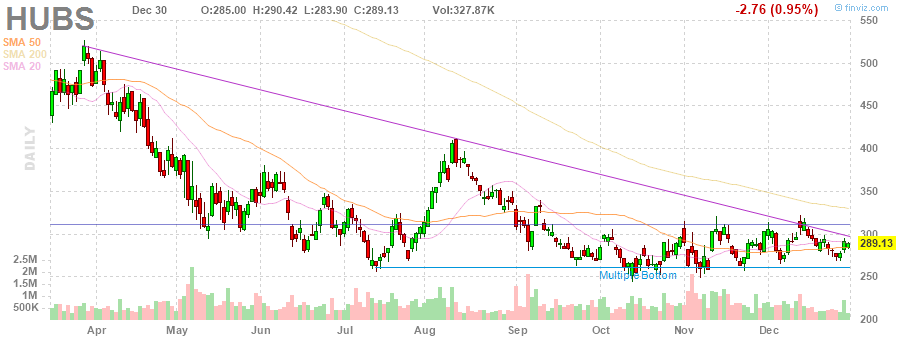 HUBS
Dec 30 O:285.00 H:290.42 L:283.90 C:289.13 Vol:327.87K -2.76 (0.95%)
© finviz.com
SMA 50
SMA 200
SMA 20
DAILY
550
500
450
400
350
300
289.13
250
200
2.5M
2M
1.5M
1M
500K
Multiple Bottom
Apr May Jun Jul Aug Sep Oct Nov Dec